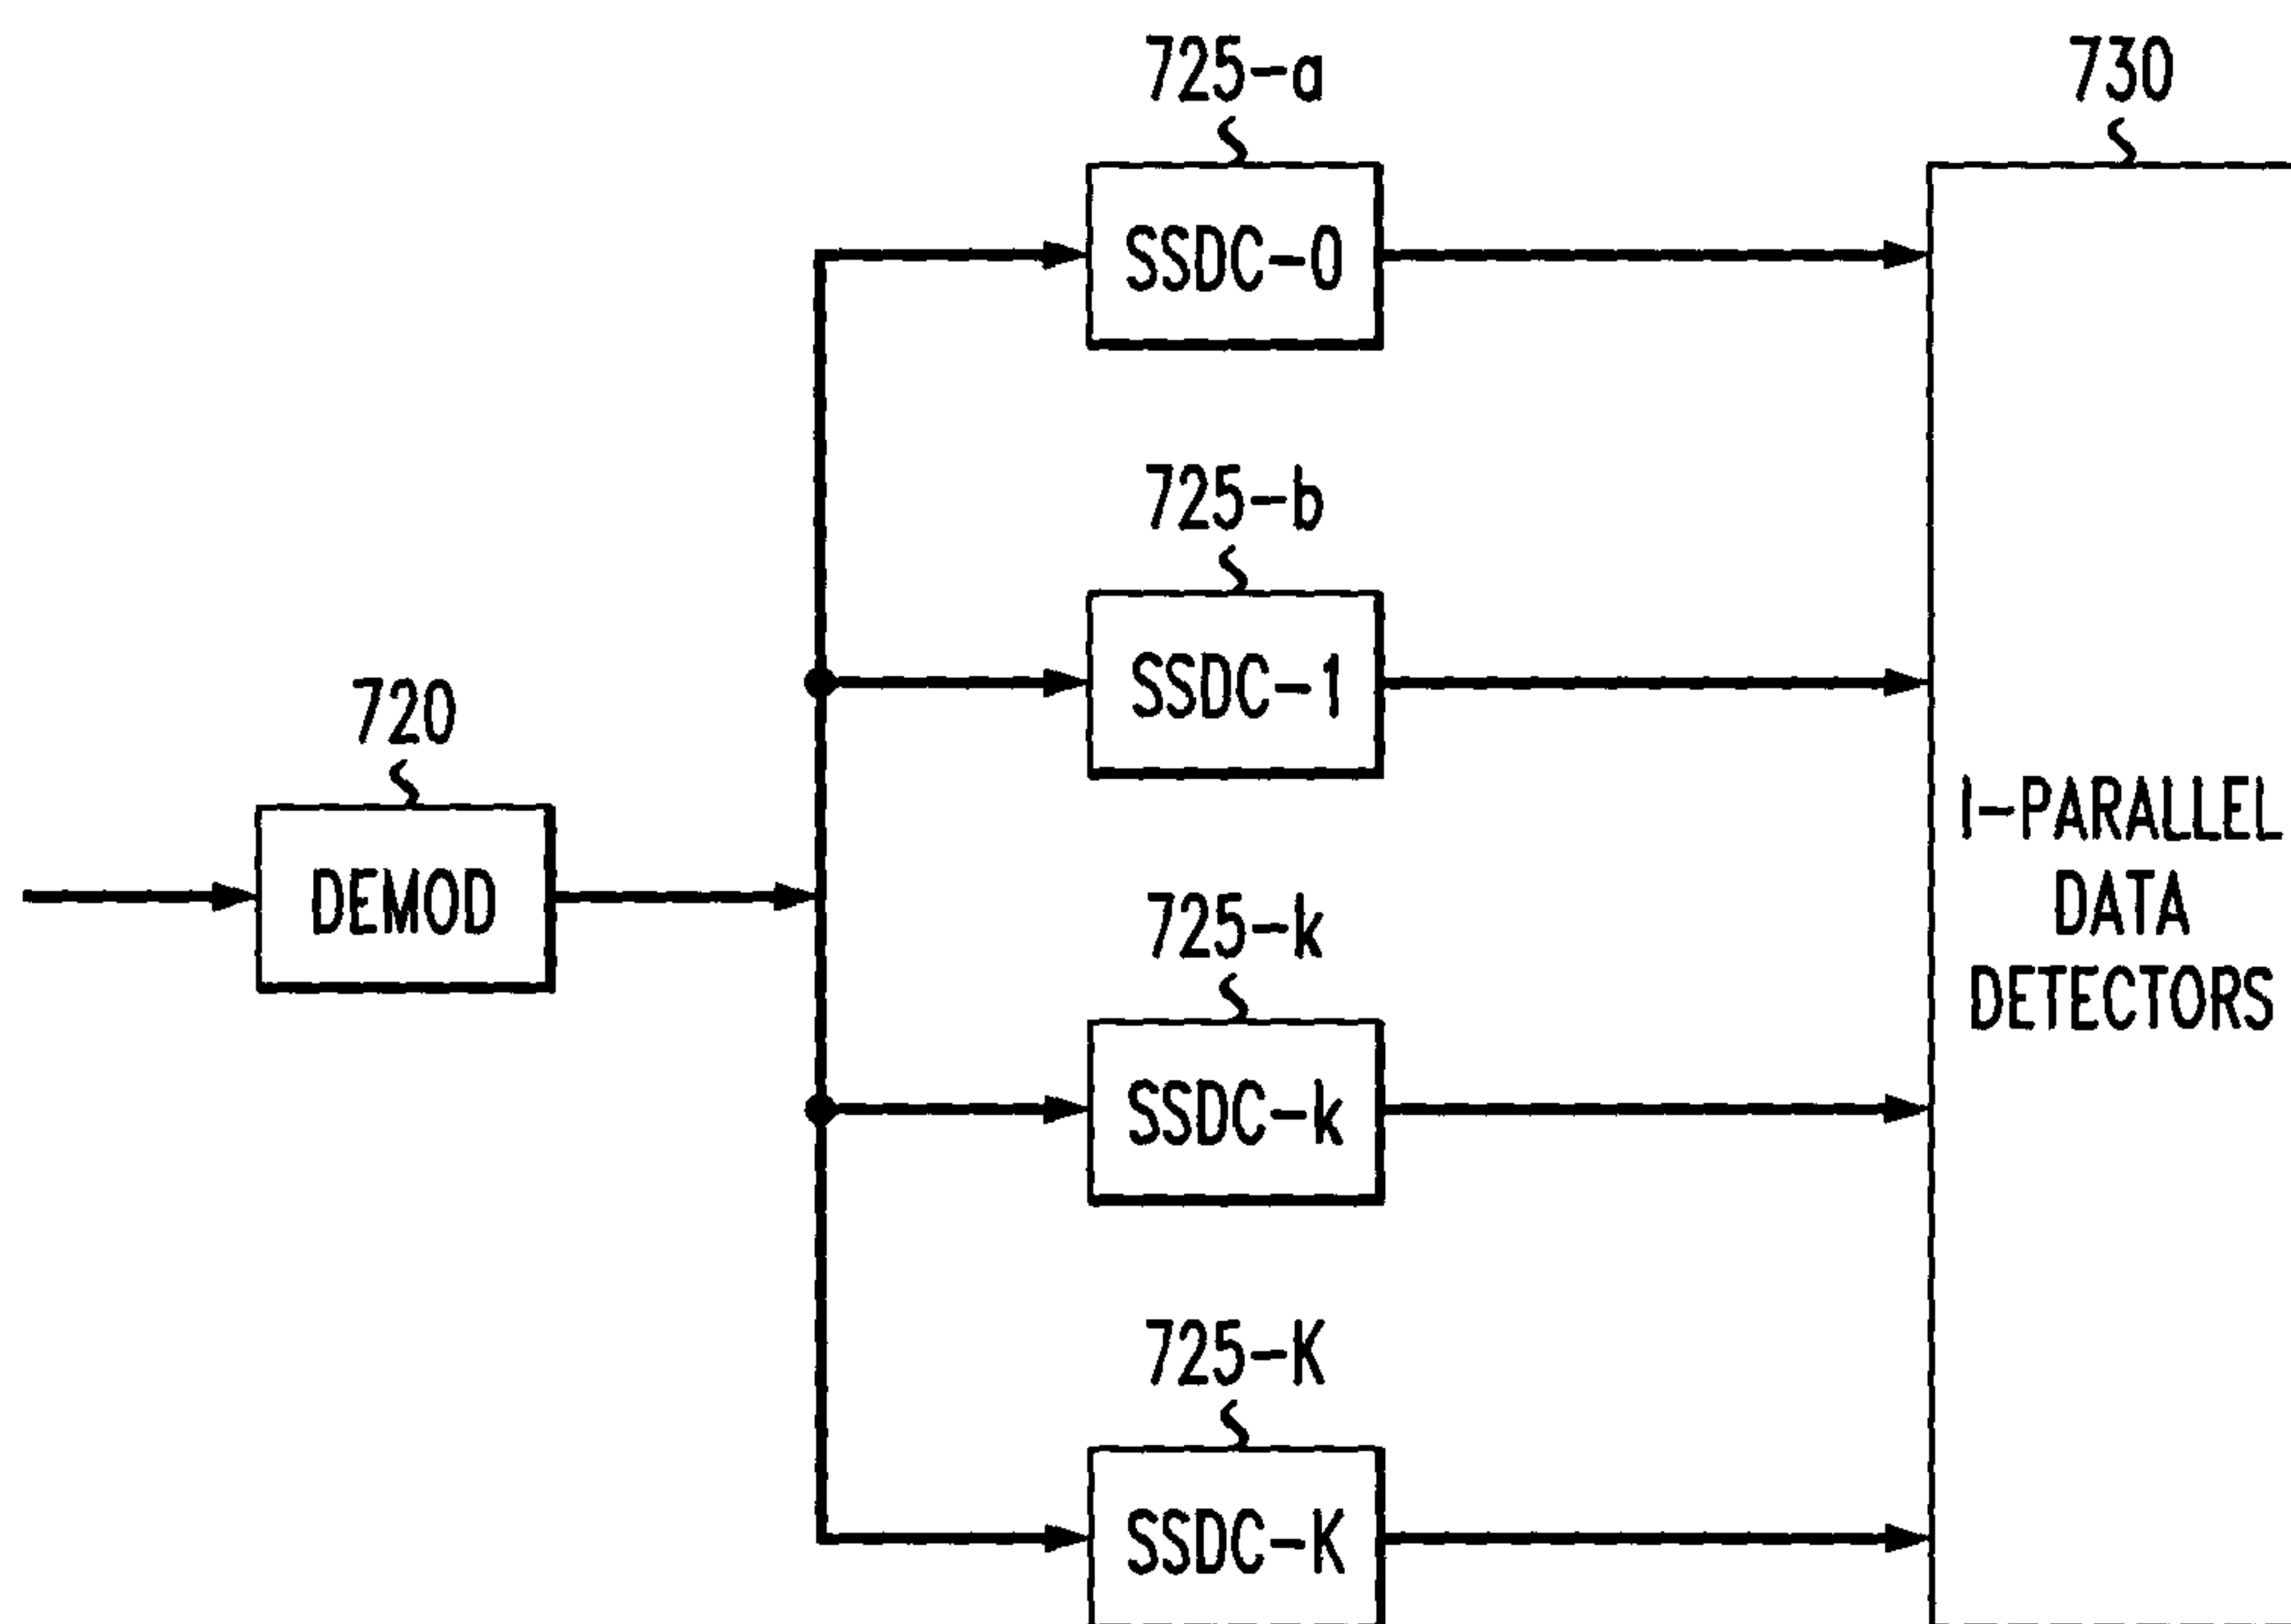 725-a
730
SSDC-0
725-b
SSDC-1
720
DEMOD
I-PARALLEL
DATA
DETECTORS
725-k
SSDC-k
725-K
SSDC-K